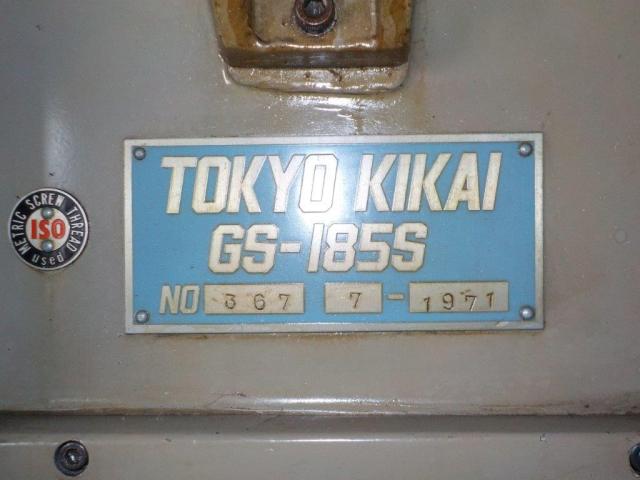 TOKYO KIKAI
GS-185S
NO 367 7-1971
METRIC SCREW THREAD
ISO
used